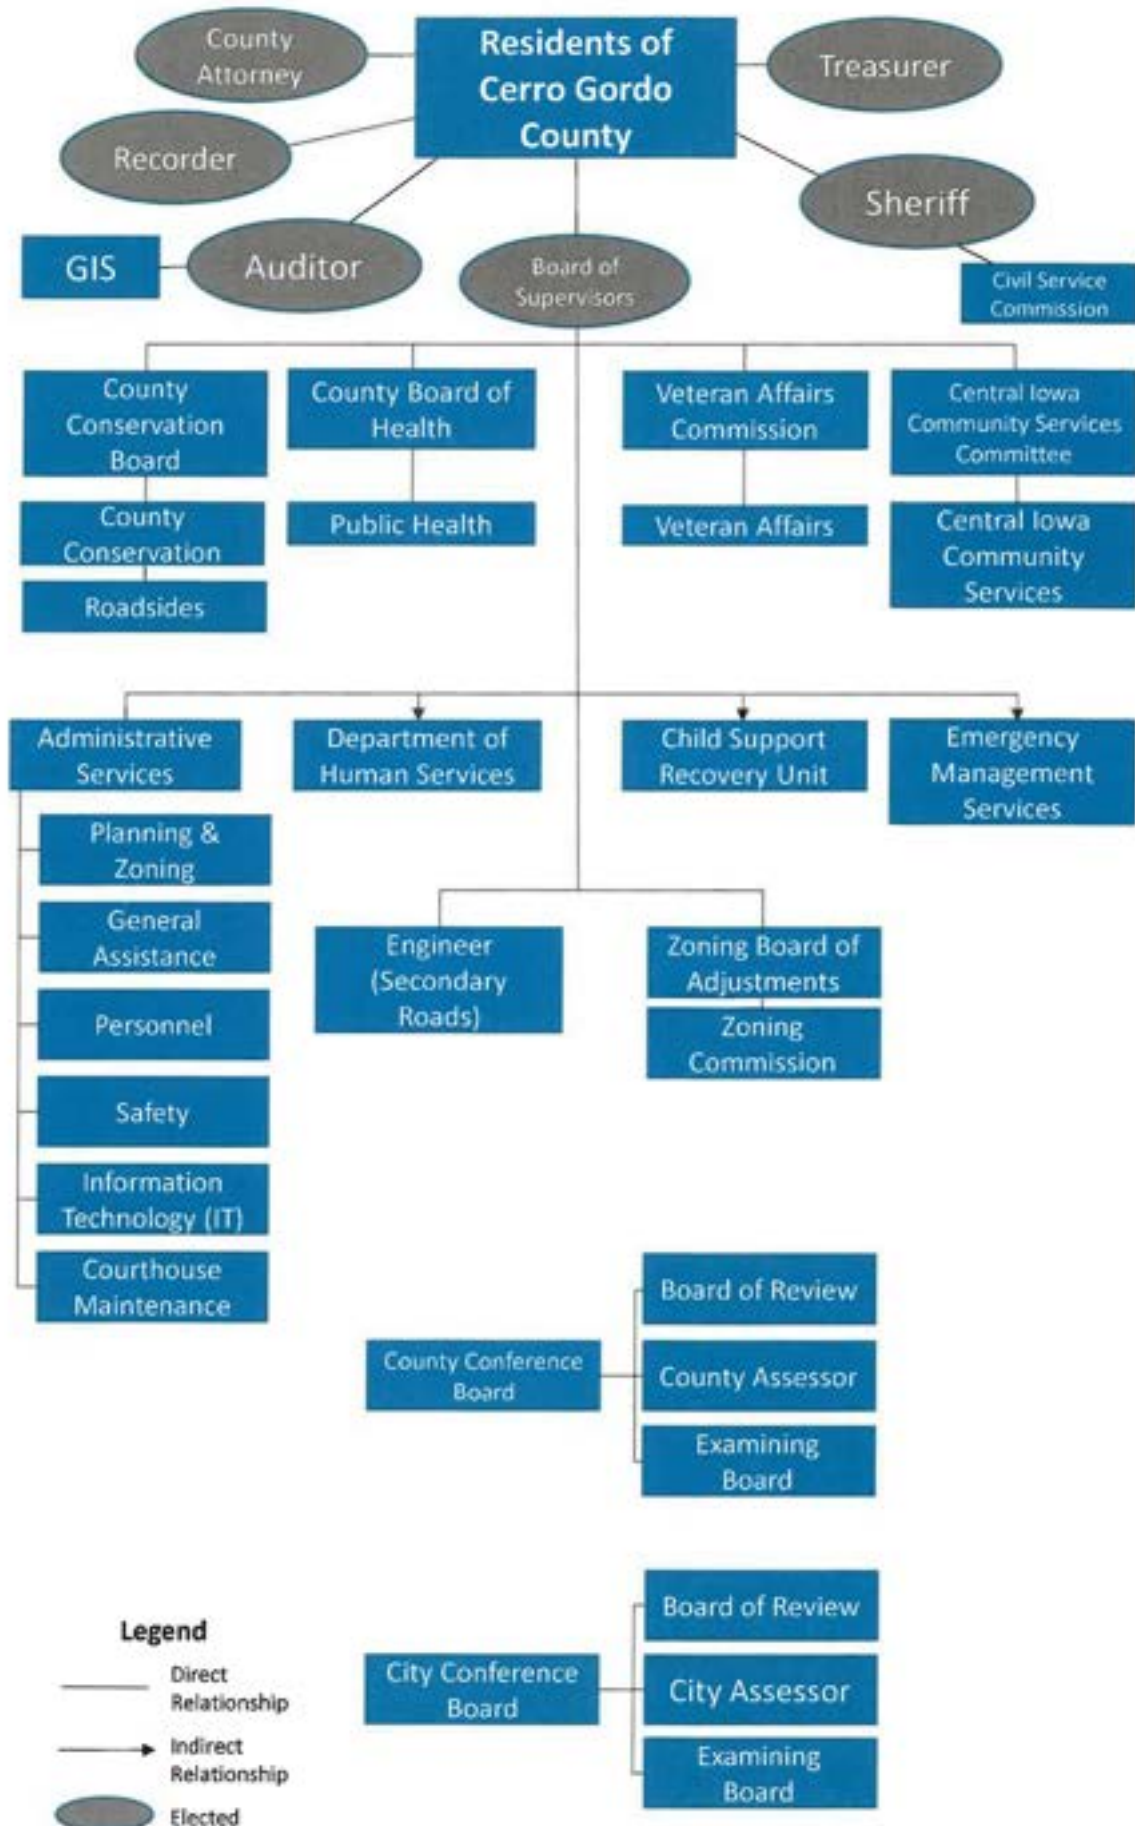 County
Attorney
Residents of
Cerro Gordo
County
Treasurer
Recorder
Sheriff
GIS
Auditor
Board of
Supervisors
Civil Service
Commission
County
Conservation
Board
County Board of
Health
Veteran Affairs
Commission
Central Iowa
Community Services
Committee
County
Conservation
Public Health
Veteran Affairs
Central Iowa
Community
Services
Roadsides
Administrative
Services
Department of
Human Services
Child Support
Recovery Unit
Emergency
Management
Services
Planning &
Zoning
General
Assistance
Personnel
Safety
Information
Technology (IT)
Courthouse
Maintenance
Engineer
(Secondary
Roads)
Zoning Board of
Adjustments
Zoning
Commission
County Conference
Board
Board of Review
County Assessor
Examining
Board
City Conference
Board
Board of Review
City Assessor
Examining
Board
Legend
Direct
Relationship
Indirect
Relationship
Elected